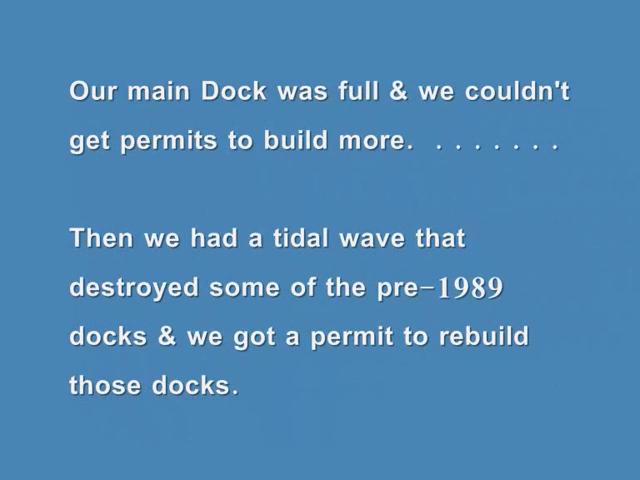 Our main Dock was full & we couldn't
get permits to build more. . . . . . . .
Then we had a tidal wave that
destroyed some of the pre-1989
docks & we got a permit to rebuild
those docks.